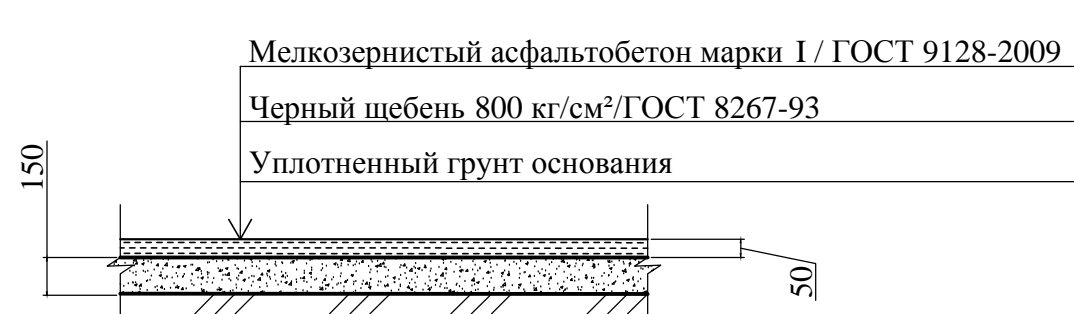 Мелкозернистый асфальтобетон марки I / ГОСТ 9128-2009
Черный щебень 800 кг/см²/ГОСТ 8267-93
Уплотненный грунт основания
150
50